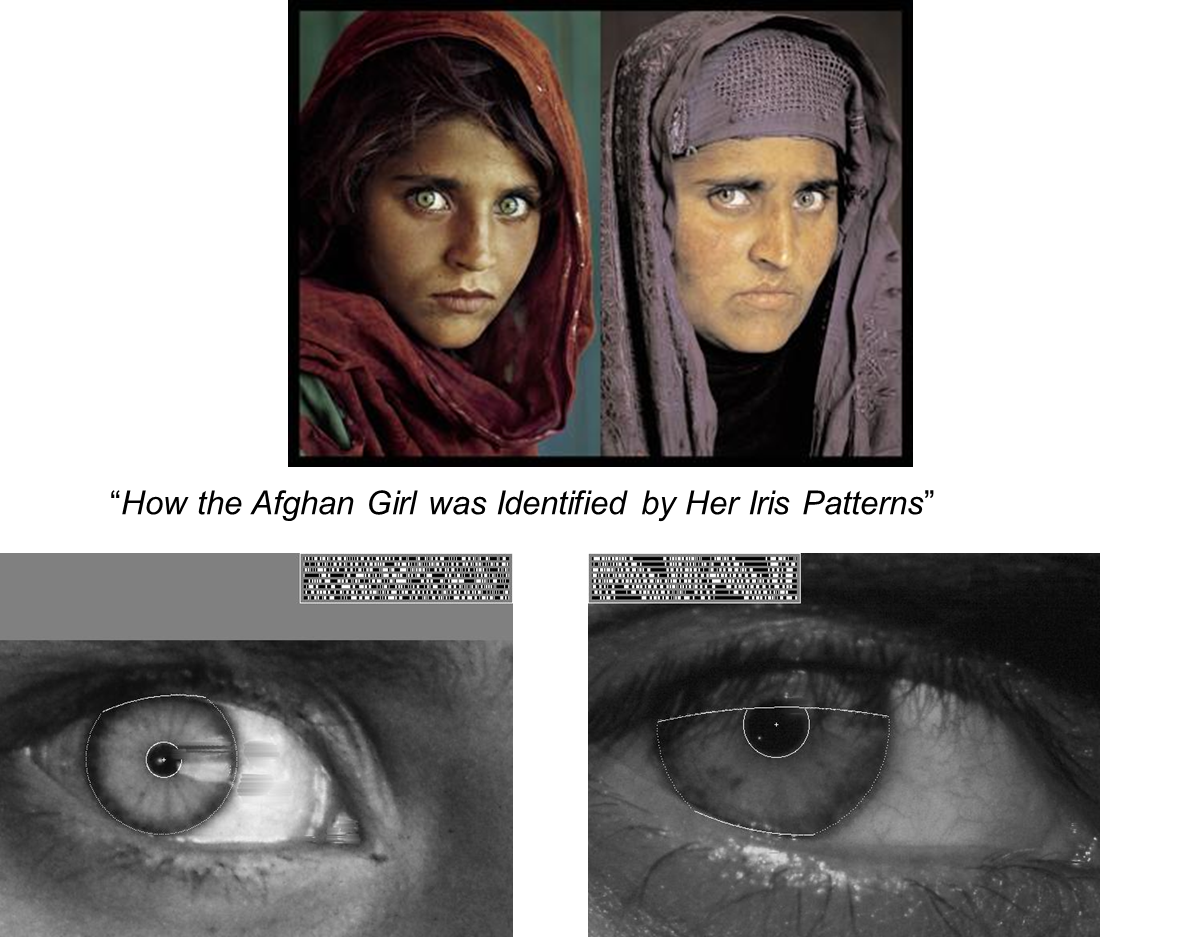 “How the Afghan Girl was Identified by Her Iris Patterns”